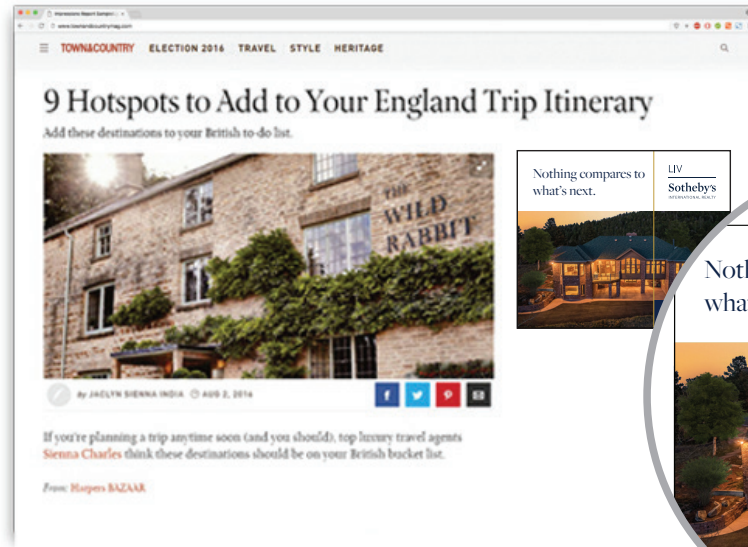 www.townandcountrymag.com
TOWN&COUNTRY ELECTION 2016 TRAVEL STYLE HERITAGE
9 Hotspots to Add to Your England Trip Itinerary
Add these destinations to your British to-do list.
THE
WILD
RABBIT
By JACLYN SIENNA INDIA AUG 2, 2016
If you're planning a trip anytime soon (and you should), top luxury travel agents
Sienna Charles think these destinations should be on your British bucket list.
From: Harpers BAZAAR
Nothing compares to
what's next.
LIV
Sotheby's
INTERNATIONAL REALTY
Noth
what